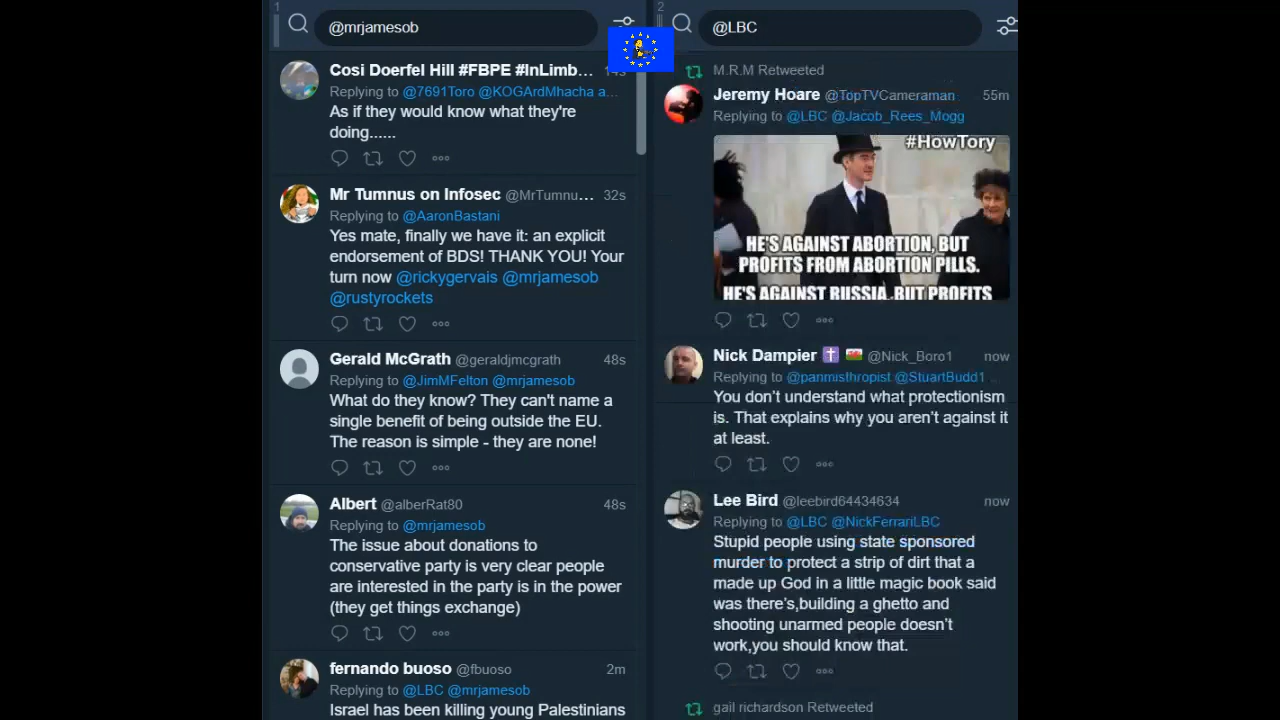 1
@mrjamesob
Cosi Doerfel Hill #FBPE #InLimb... 14s
Replying to @7691Toro @KOGArdMhacha a...
As if they would know what they're
doing......
Mr Tumnus on Infosec @MrTumnu... 32s
Replying to @AaronBastani
Yes mate, finally we have it: an explicit
endorsement of BDS! THANK YOU! Your
turn now @rickygervais @mrjamesob
@rustyrockets
Gerald McGrath @geraldjmcgrath 48s
Replying to @JimMFelton @mrjamesob
What do they know? They can't name a
single benefit of being outside the EU.
The reason is simple - they are none!
Albert @alberRat80 48s
Replying to @mrjamesob
The issue about donations to
conservative party is very clear people
are interested in the party is in the power
(they get things exchange)
fernando buoso @fbuoso 2m
Replying to @LBC @mrjamesob
Israel has been killing young Palestinians
2
@LBC
M.R.M Retweeted
Jeremy Hoare @TopTVCameraman 55m
Replying to @LBC @Jacob_Rees_Mogg
#HowTory
HE'S AGAINST ABORTION, BUT
PROFITS FROM ABORTION PILLS.
HE'S AGAINST RUSSIA, BUT PROFITS
Nick Dampier @Nick_Boro1 now
Replying to @panmisthropist @StuartBudd1 ...
You don't understand what protectionism
is. That explains why you aren't against it
at least.
Lee Bird @leebird64434634 now
Replying to @LBC @NickFerrariLBC
Stupid people using state sponsored
murder to protect a strip of dirt that a
made up God in a little magic book said
was there's,building a ghetto and
shooting unarmed people doesn't
work,you should know that.
gail richardson Retweeted